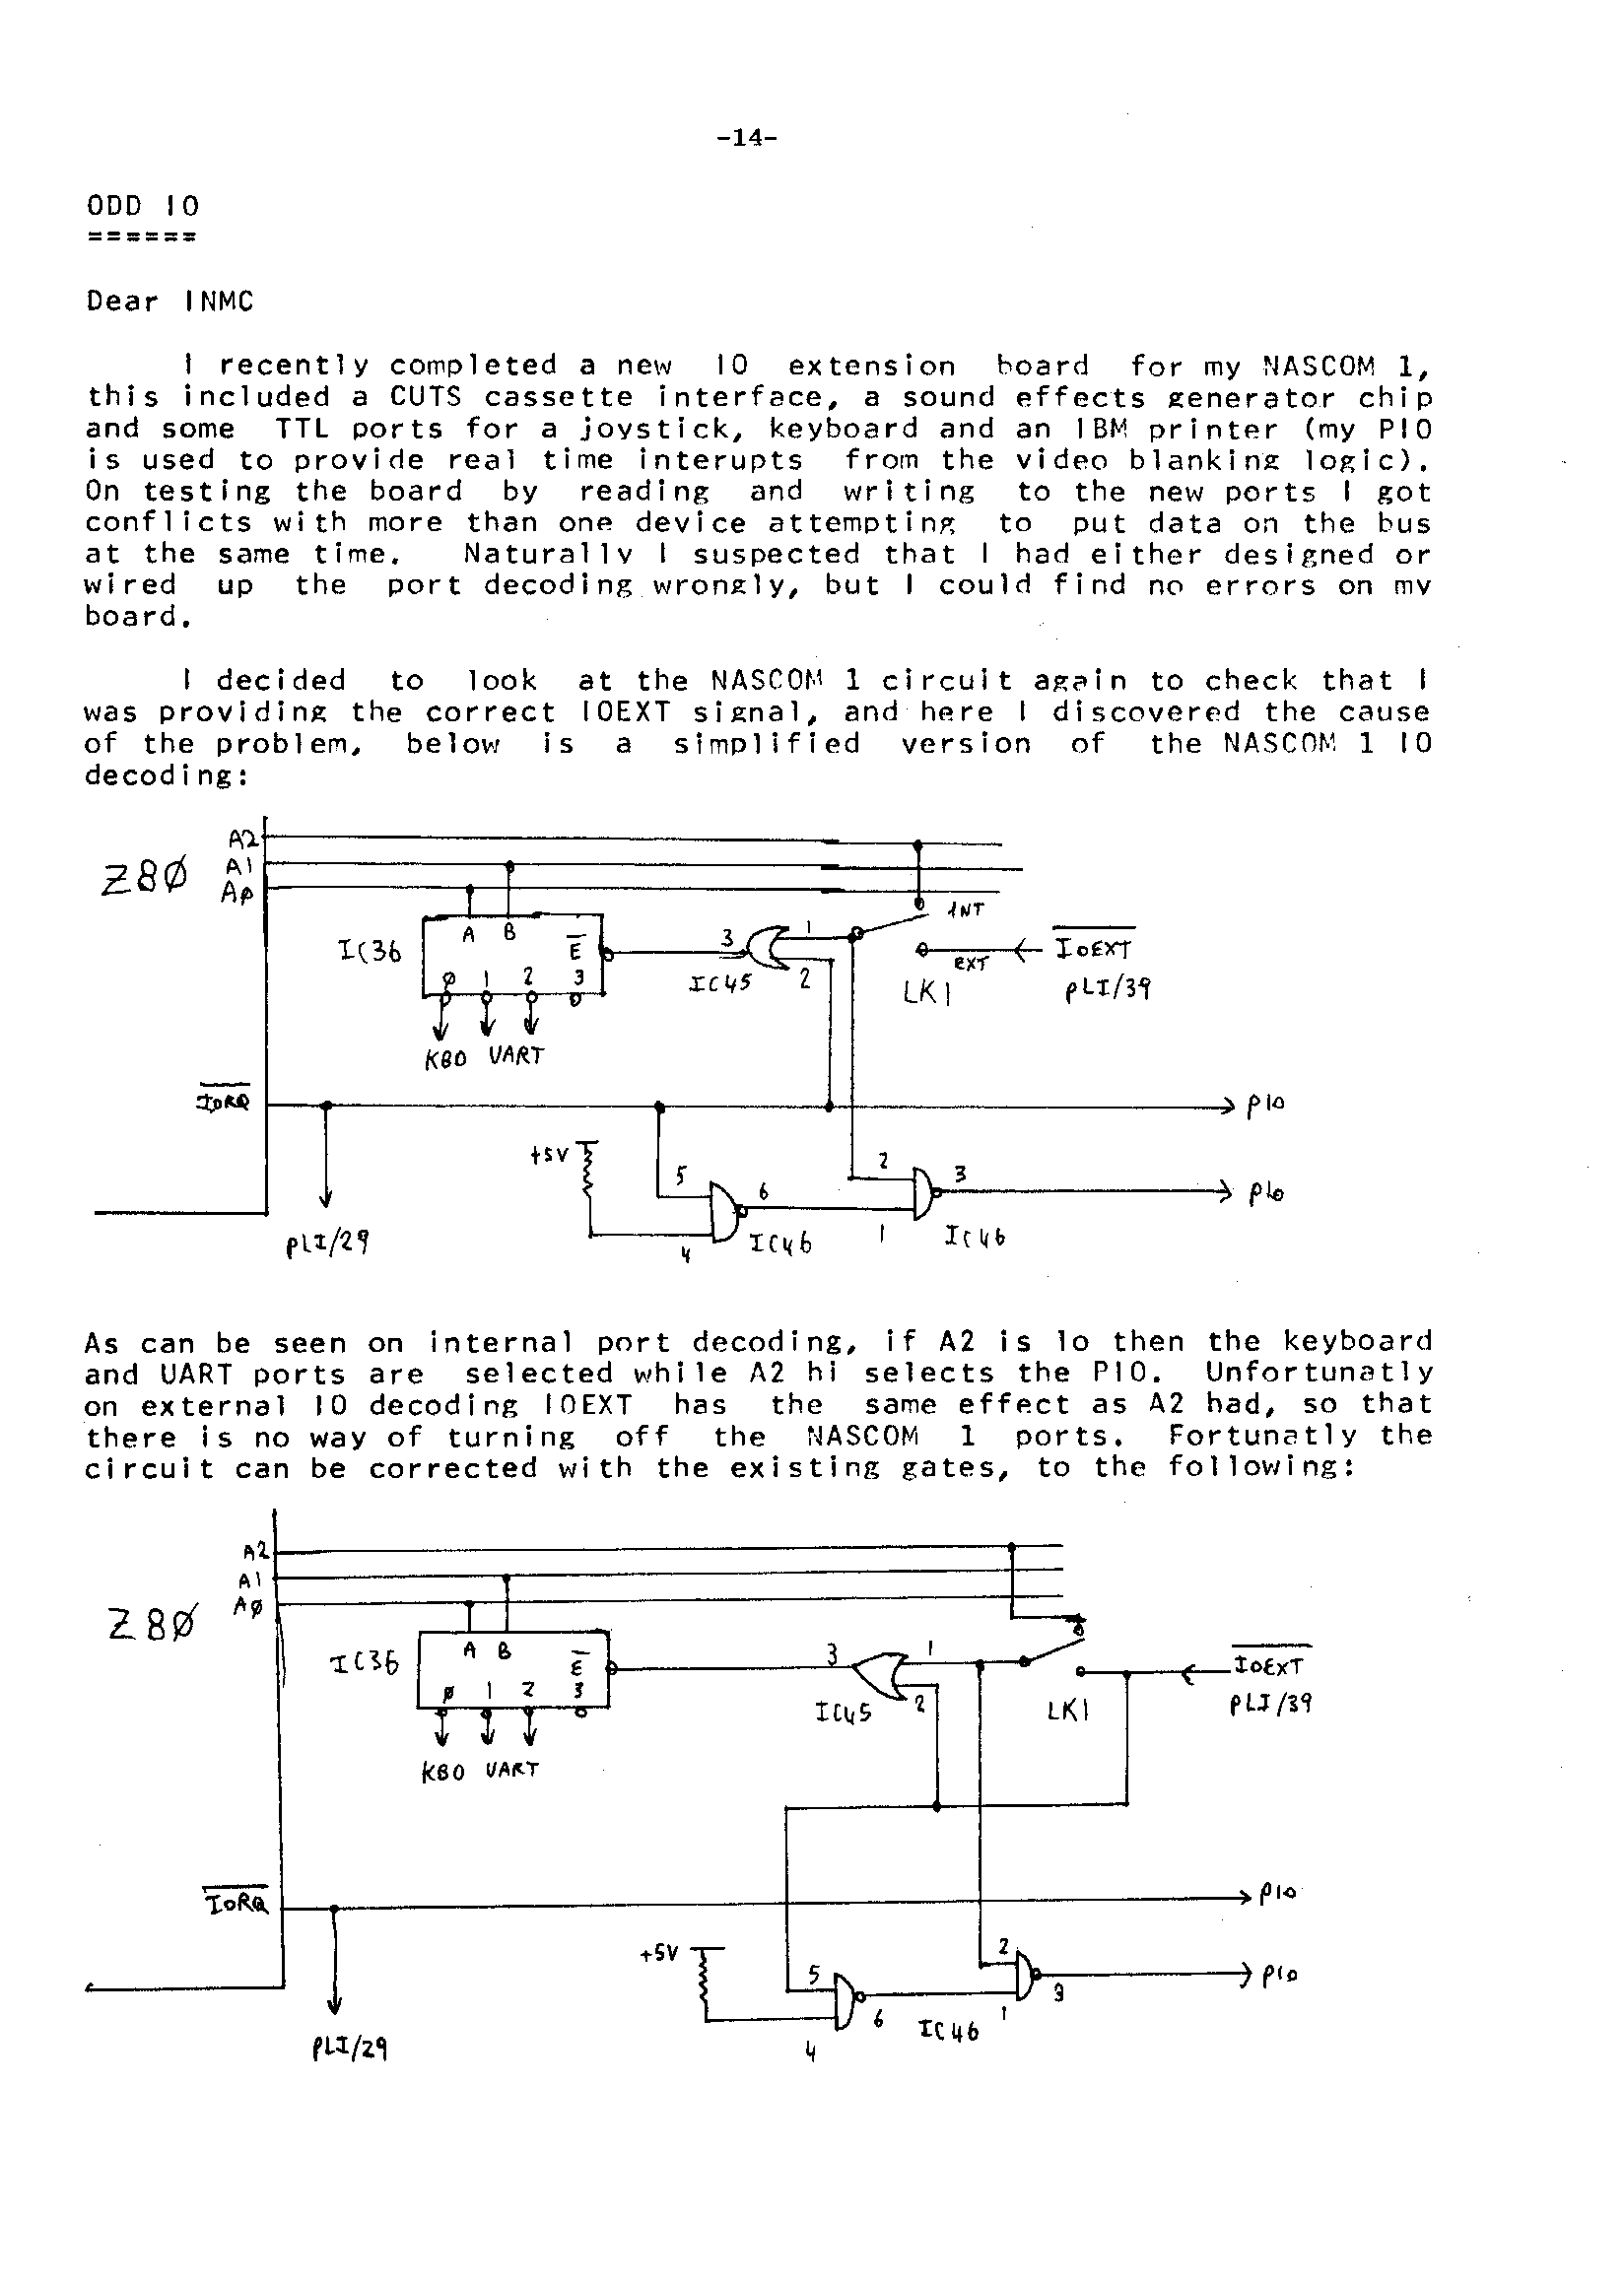 -14-
ODD IO
======
Dear INMC
I recently completed a new IO extension board for my NASCOM 1,
this included a CUTS cassette interface, a sound effects generator chip
and some TTL ports for a joystick, keyboard and an IBM printer (my PIO
is used to provide real time interupts from the video blanking logic).
On testing the board by reading and writing to the new ports I got
conflicts with more than one device attempting to put data on the bus
at the same time. Naturally I suspected that I had either designed or
wired up the port decoding wrongly, but I could find no errors on my
board.
I decided to look at the NASCOM 1 circuit again to check that I
was providing the correct IOEXT signal, and here I discovered the cause
of the problem, below is a simplified version of the NASCOM 1 IO
decoding:
A2
A1
Z80 A0
INT
A B E
IC36
3 1
IOEXT
EXT
0 1 2 3
IC45 2
LK1 PL1/39
KBD UART
IORQ
PIO
+5V
5 6 2 3
PIO
4 IC46 1 IC46
PL1/29
As can be seen on internal port decoding, if A2 is lo then the keyboard
and UART ports are selected while A2 hi selects the PIO. Unfortunatly
on external IO decoding IOEXT has the same effect as A2 had, so that
there is no way of turning off the NASCOM 1 ports. Fortunatly the
circuit can be corrected with the existing gates, to the following:
A2
A1
Z80 A0
IC36
A B E
3 1
IOEXT
0 1 2 3
IC45 2
LK1 PL1/39
KBD UART
IORQ
PIO
+5V
5 6 2 3
PIO
4 IC46 1
PL1/29